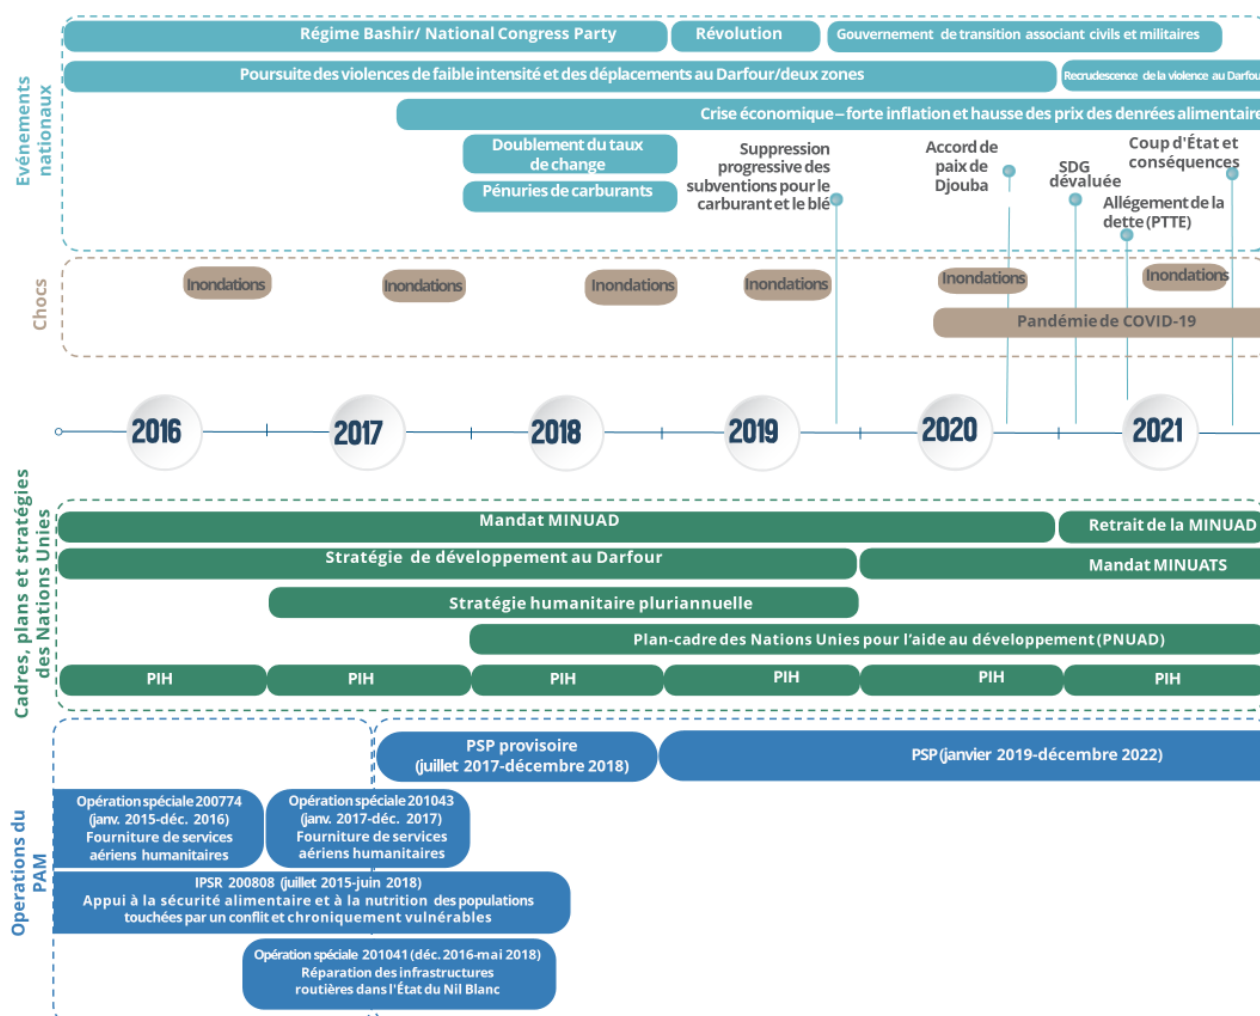 Evénements
nationaux
Régime Bashir/ National Congress Party
Révolution
Gouvernement de transition associant civils et militaires
Poursuite des violences de faible intensité et des déplacements au Darfour/deux zones
Recrudescence de la violence au Darfou
Crise économique – forte inflation et hausse des prix des denrées alimentaire
Doublement du taux
de change
Pénuries de carburants
Suppression
progressive des
subventions pour le
carburant et le blé
Accord de
paix de
Djouba
SDG
dévaluée
Allégement de la
dette (PTTE)
Coup d'État et
conséquences
Chocs
Inondations
Inondations
Inondations
Inondations
Inondations
Inondations
Pandémie de COVID-19
2016
2017
2018
2019
2020
2021
Cadres, plans et stratégies
des Nations Unies
Mandat MINUAD
Retrait de la MINUAD
Stratégie de développement au Darfour
Mandat MINUATS
Stratégie humanitaire pluriannuelle
Plan-cadre des Nations Unies pour l’aide au développement (PNUAD)
PIH
PIH
PIH
PIH
PIH
PIH
Operations du
PAM
PSP provisoire
(juillet 2017-décembre 2018)
PSP (janvier 2019-décembre 2022)
Opération spéciale 200774
(janv. 2015-déc. 2016)
Fourniture de services
aériens humanitaires
Opération spéciale 201043
(janv. 2017-déc. 2017)
Fourniture de services
aériens humanitaires
IPSR 200808 (juillet 2015-juin 2018)
Appui à la sécurité alimentaire et à la nutrition des populations
touchées par un conflit et chroniquement vulnérables
Opération spéciale 201041 (déc. 2016-mai 2018)
Réparation des infrastructures
routières dans l'État du Nil Blanc